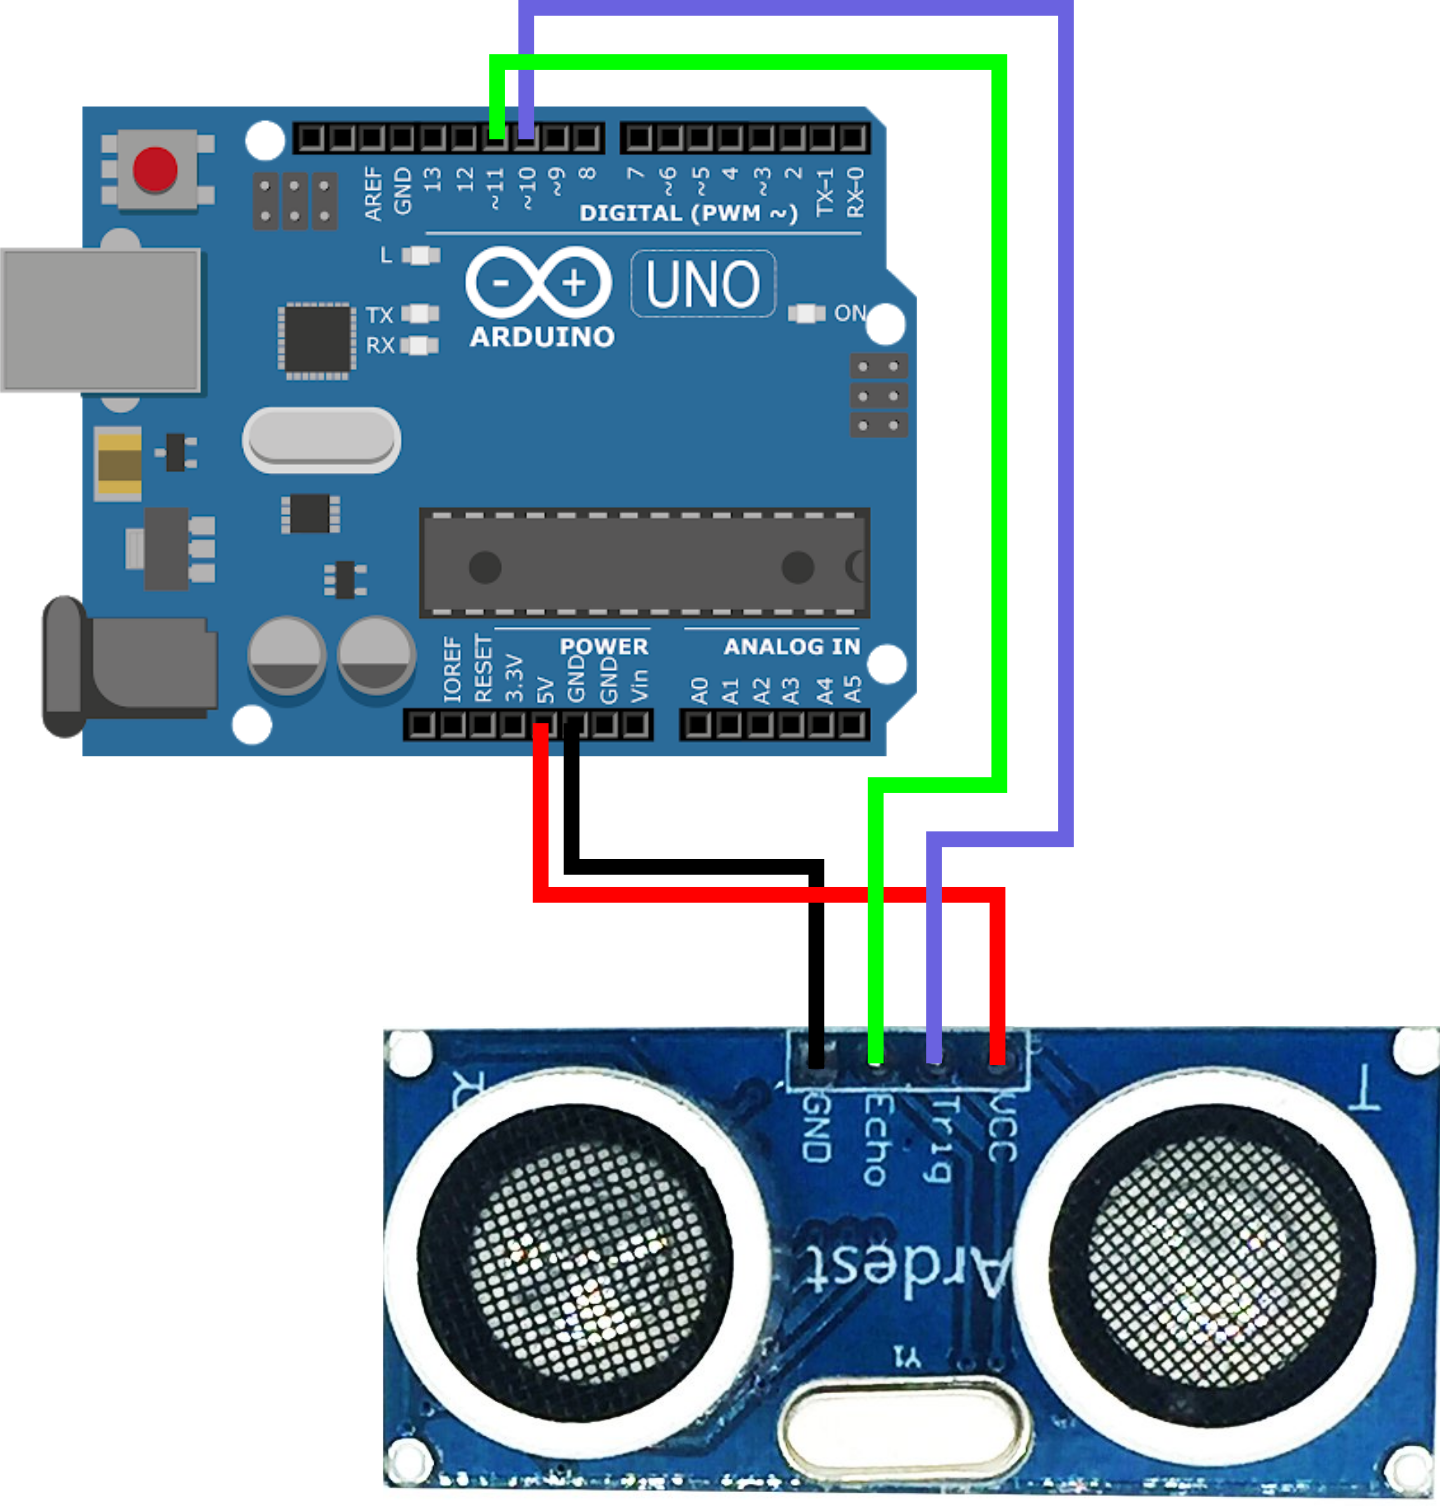 AREF
GND
13
12
~11
~10
~9
8
7
~6
~5
4
~3
2
TX-1
RX-0
DIGITAL (PWM ~)
L
TX
RX
- +
ARDUINO
UNO
ON
POWER
ANALOG IN
IOREF
RESET
3.3V
5V
GND
GND
Vin
A0
A1
A2
A3
A4
A5
R
T
GND
Echo
Trig
VCC
Ardest
Y1